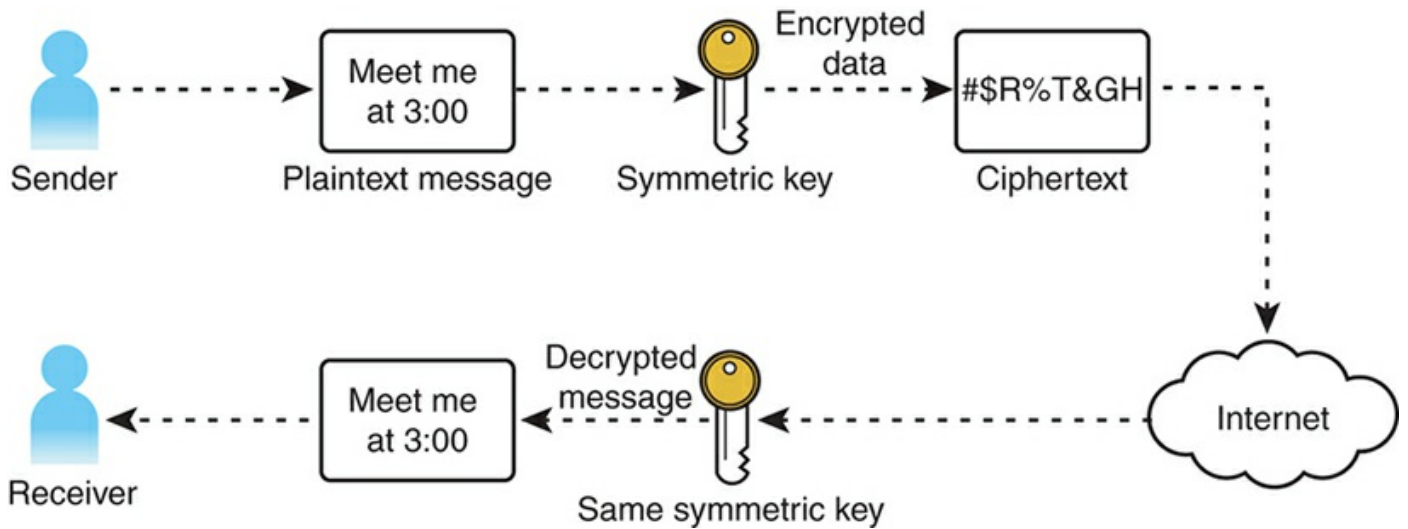 Sender
Meet me
at 3:00
Plaintext message
Symmetric key
Encrypted
data
#$R%T&GH
Ciphertext
Internet
Same symmetric key
Decrypted
message
Meet me
at 3:00
Receiver